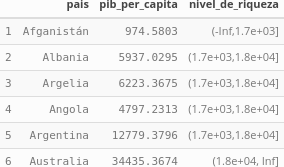 país pib_per_capita nivel_de_riqueza
1 Afganistán 974.5803 (-Inf,1.7e+03]
2 Albania 5937.0295 (1.7e+03,1.8e+04]
3 Argelia 6223.3675 (1.7e+03,1.8e+04]
4 Angola 4797.2313 (1.7e+03,1.8e+04]
5 Argentina 12779.3796 (1.7e+03,1.8e+04]
6 Australia 34435.3674 (1.8e+04, Inf]